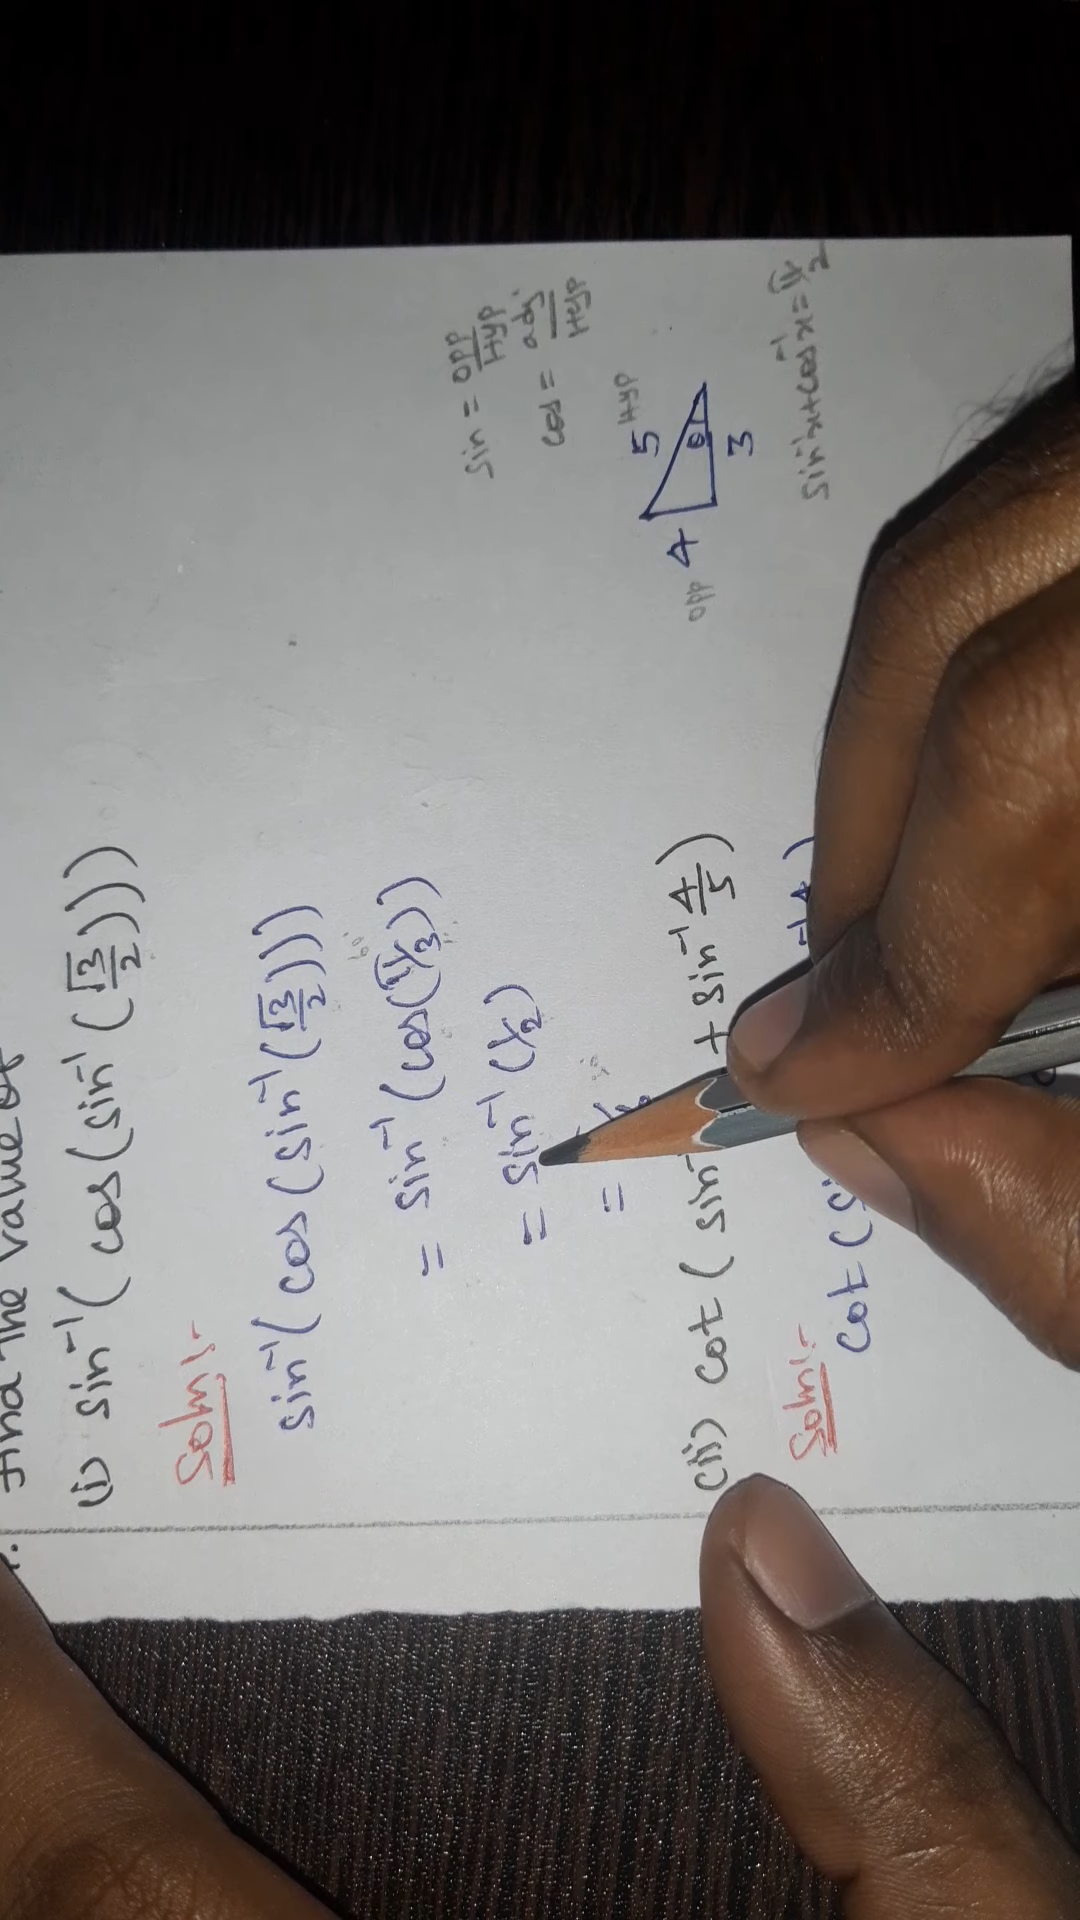 find the value of
(i) sin⁻¹(cos(sin⁻¹(√3/2)))
Soln:-
sin⁻¹(cos(sin⁻¹(√3/2)))
= sin⁻¹(cos(π/3))
= sin⁻¹(1/2)
=
sin = opp/Hyp
cos = adj/Hyp
5 Hyp
opp 4
θ
3
(ii) cot(sin⁻¹ + sin⁻¹ 4/5)
sin⁻¹x+cos⁻¹x=π/2
Soln:-
cot(